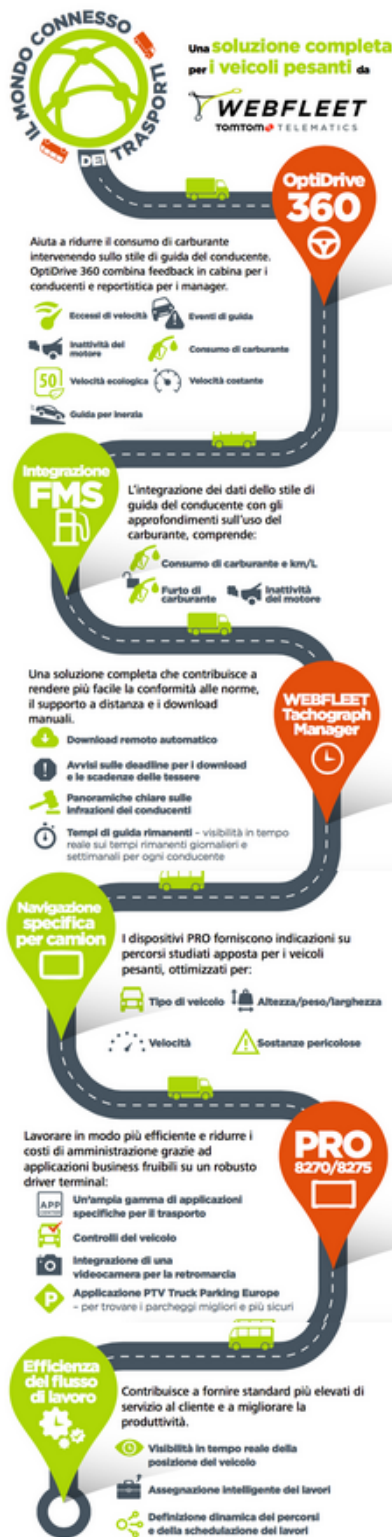 IL MONDO CONNESSO
DEI TRASPORTI
Una soluzione completa
per i veicoli pesanti da
WEBFLEET
TOMTOM TELEMATICS
OptiDrive
360
Aiuta a ridurre il consumo di carburante
intervenendo sullo stile di guida del conducente.
OptiDrive 360 combina feedback in cabina per i
conducenti e reportistica per i manager.
Eccessi di velocità
Eventi di guida
Inattività del
motore
Consumo di carburante
50
Velocità ecologica
Velocità costante
Guida per inerzia
Integrazione
FMS
L'integrazione dei dati dello stile di
guida del conducente con gli
approfondimenti sull'uso del
carburante, comprende:
Consumo di carburante e km/L
Furto di
carburante
Inattività
del motore
Una soluzione completa che contribuisce a
rendere più facile la conformità alle norme,
il supporto a distanza e i download
manuali.
WEBFLEET
Tachograph
Manager
Download remoto automatico
Avvisi sulle deadline per i download
e le scadenze delle tessere
Panoramiche chiare sulle
infrazioni dei conducenti
Tempi di guida rimanenti – visibilità in tempo
reale sui tempi rimanenti giornalieri e
settimanali per ogni conducente
Navigazione
specifica
per camion
I dispositivi PRO forniscono indicazioni su
percorsi studiati apposta per i veicoli
pesanti, ottimizzati per:
Tipo di veicolo
Altezza/peso/larghezza
Velocità
Sostanze pericolose
PRO
8270/8275
Lavorare in modo più efficiente e ridurre i
costi di amministrazione grazie ad
applicazioni business fruibili su un robusto
driver terminal:
APP
Un'ampia gamma di applicazioni
specifiche per il trasporto
Controlli del veicolo
Integrazione di una
videocamera per la retromarcia
P
Applicazione PTV Truck Parking Europe
– per trovare i parcheggi migliori e più sicuri
Efficienza
del flusso
di lavoro
Contribuisce a fornire standard più elevati di
servizio al cliente e a migliorare la
produttività.
Visibilità in tempo reale della
posizione del veicolo
Assegnazione intelligente dei lavori
Definizione dinamica dei percorsi
e della schedulazione dei lavori